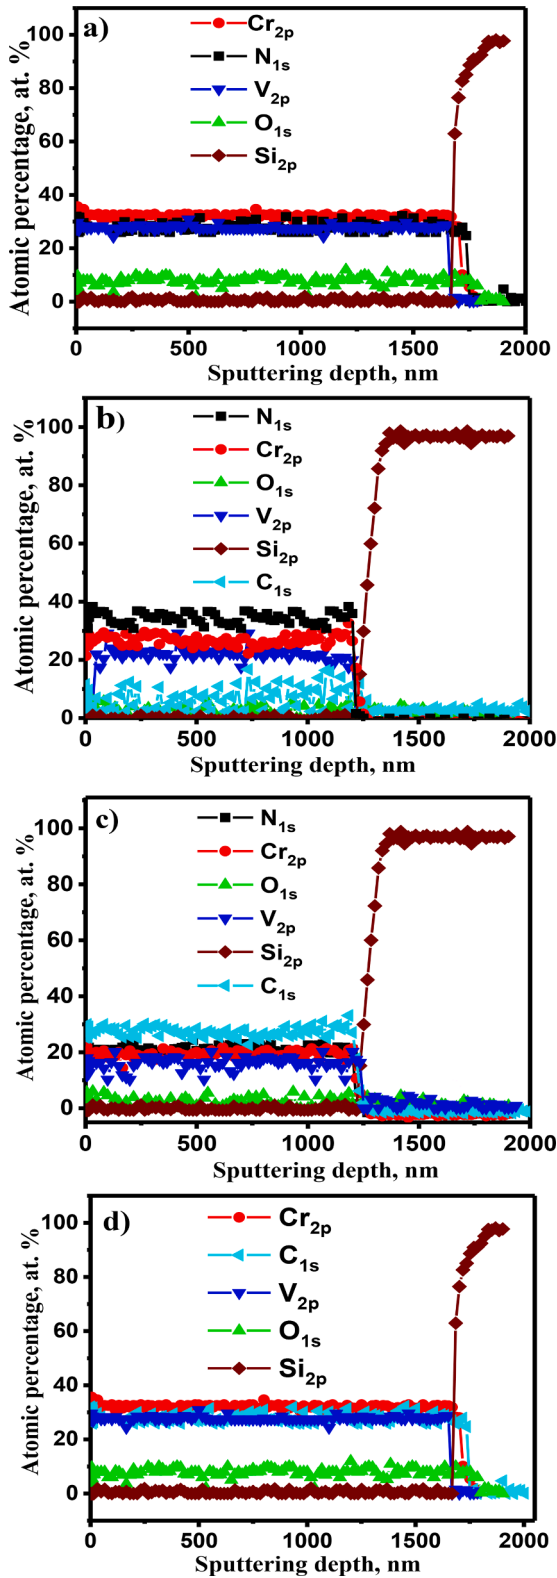 a)
Cr2p
N1s
V2p
O1s
Si2p
Atomic percentage, at. %
100
80
60
40
20
0
0 500 1000 1500 2000
Sputtering depth, nm
b)
N1s
Cr2p
O1s
V2p
Si2p
C1s
Atomic percentage, at. %
100
80
60
40
20
0
0 500 1000 1500 2000
Sputtering depth, nm
c)
N1s
Cr2p
O1s
V2p
Si2p
C1s
Atomic percentage, at. %
100
80
60
40
20
0
0 500 1000 1500 2000
Sputtering depth, nm
d)
Cr2p
C1s
V2p
O1s
Si2p
Atomic percentage, at. %
100
80
60
40
20
0
0 500 1000 1500 2000
Sputtering depth, nm